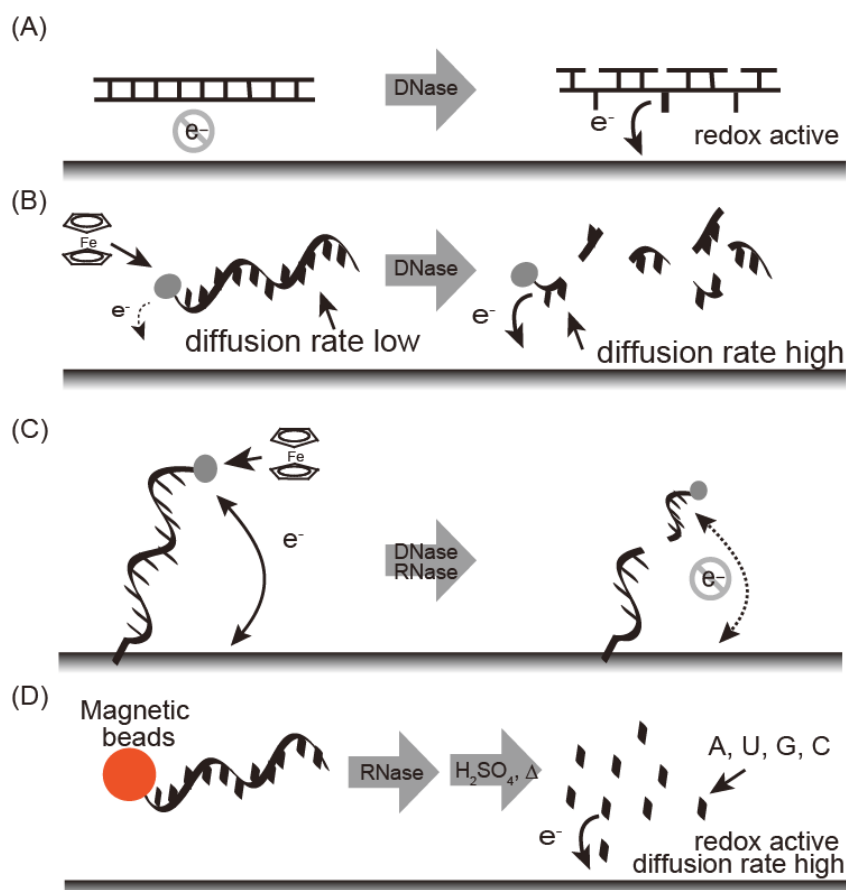 (A)
DNase
e⁻
e⁻
redox active
(B)
Fe
DNase
e⁻
e⁻
diffusion rate low
diffusion rate high
(C)
Fe
e⁻
DNase
RNase
e⁻
(D)
Magnetic
beads
RNase
H₂SO₄, Δ
A, U, G, C
e⁻
redox active
diffusion rate high